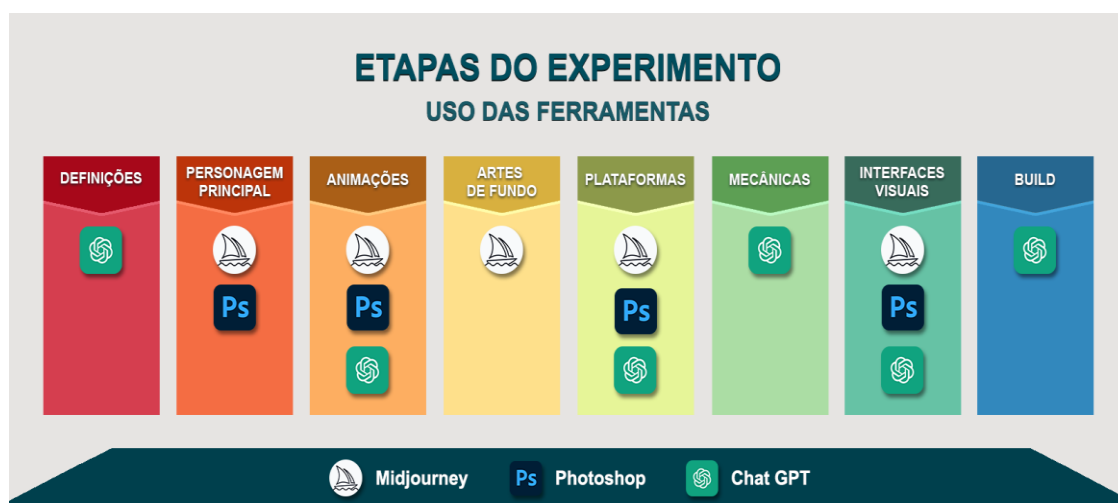 ETAPAS DO EXPERIMENTO
USO DAS FERRAMENTAS
DEFINIÇÕES
PERSONAGEM
PRINCIPAL
ANIMAÇÕES
ARTES
DE FUNDO
PLATAFORMAS
MECÂNICAS
INTERFACES
VISUAIS
BUILD
Ps
Ps
Ps
Ps
Midjourney
Ps Photoshop
Chat GPT